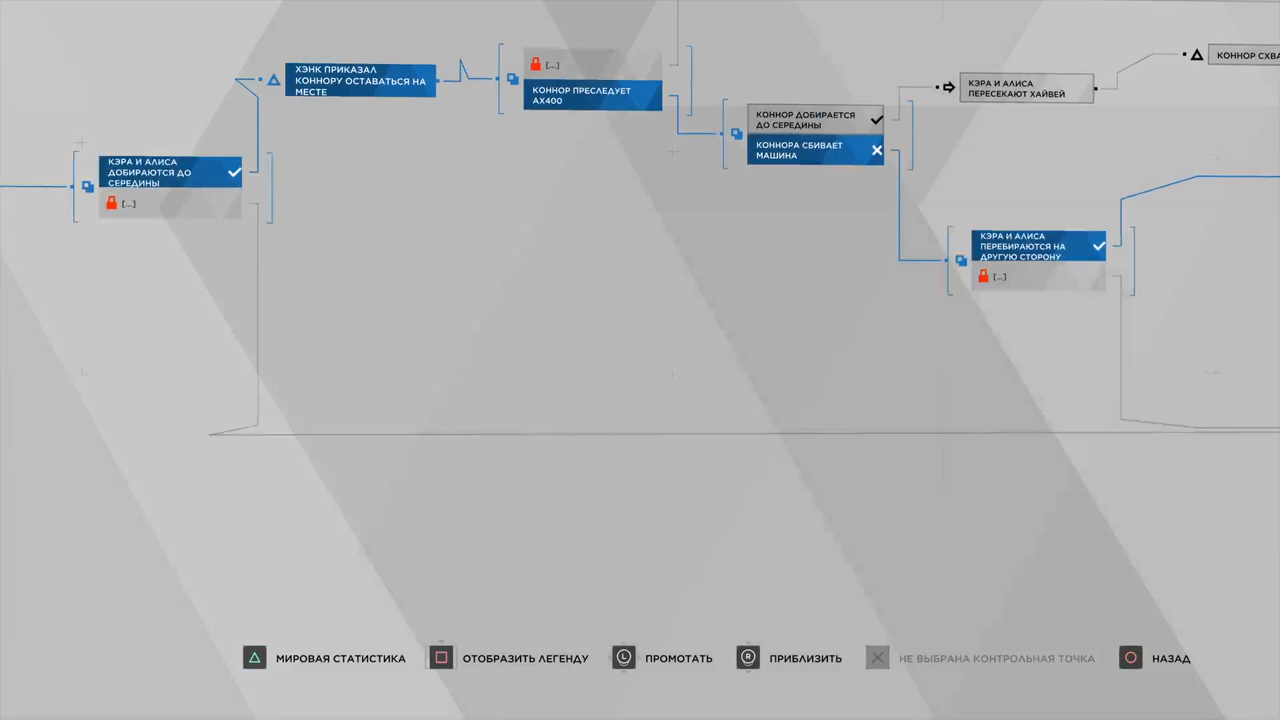 КЭРА И АЛИСА
ДОБИРАЮТСЯ ДО
СЕРЕДИНЫ
[...]
ХЭНК ПРИКАЗАЛ
КОННОРУ ОСТАВАТЬСЯ НА
МЕСТЕ
[...]
КОННОР ПРЕСЛЕДУЕТ
AX400
КОННОР ДОБИРАЕТСЯ
ДО СЕРЕДИНЫ
КОННОРА СБИВАЕТ
МАШИНА
КЭРА И АЛИСА
ПЕРЕСЕКАЮТ ХАЙВЕЙ
КОННОР СХВА
КЭРА И АЛИСА
ПЕРЕБИРАЮТСЯ НА
ДРУГУЮ СТОРОНУ
[...]
МИРОВАЯ СТАТИСТИКА
ОТОБРАЗИТЬ ЛЕГЕНДУ
L ПРОМОТАТЬ
R ПРИБЛИЗИТЬ
НЕ ВЫБРАНА КОНТРОЛЬНАЯ ТОЧКА
НАЗАД